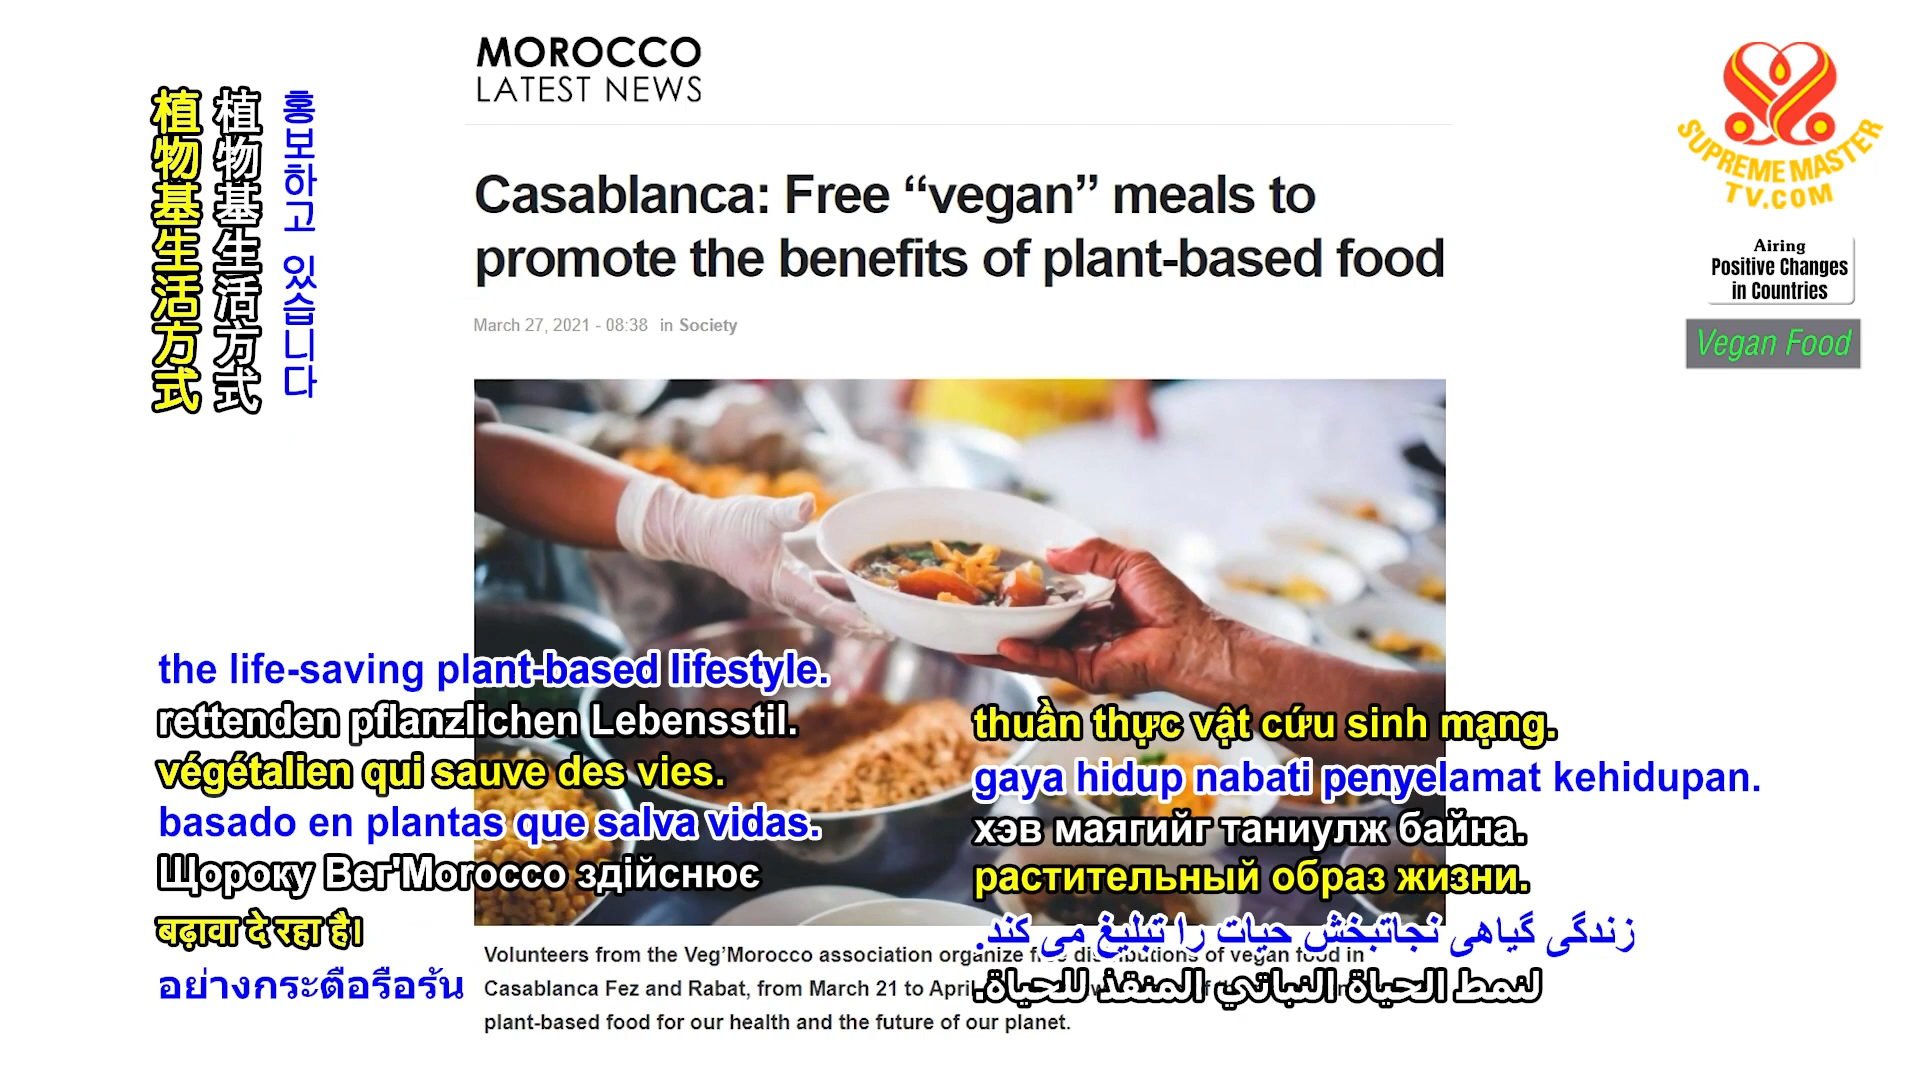 MOROCCO
LATEST NEWS
Casablanca: Free “vegan” meals to
promote the benefits of plant-based food
March 27, 2021 - 08:38 in Society
植物基生活方式
植物基生活方式
홍보하고 있습니다
SUPREME MASTER
TV.COM
Airing
Positive Changes
in Countries
Vegan Food
the life-saving plant-based lifestyle.
rettenden pflanzlichen Lebensstil.
végétalien qui sauve des vies.
basado en plantas que salva vidas.
Щороку Вег'Morocco здійснює
बढ़ावा दे रहा है।
อย่างกระตือรือร้น
thuần thực vật cứu sinh mạng.
gaya hidup nabati penyelamat kehidupan.
хэв маягийг таниулж байна.
растительный образ жизни.
زندگی گیاهی نجاتبخش حیات را تبلیغ می کند.
لنمط الحياة النباتي المنقذ للحياة.
Volunteers from the Veg’Morocco association organize free distributions of vegan food in
Casablanca Fez and Rabat, from March 21 to April
plant-based food for our health and the future of our planet.